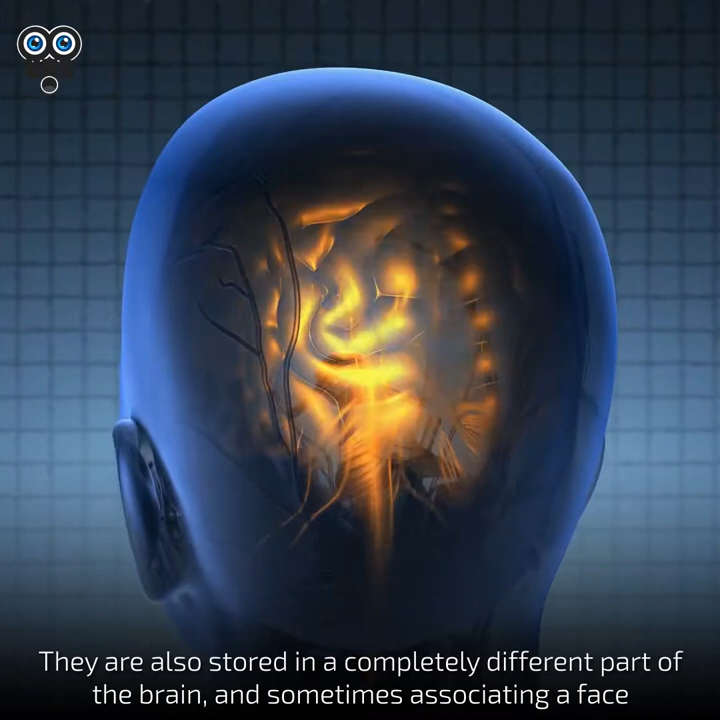 They are also stored in a completely different part of
the brain, and sometimes associating a face